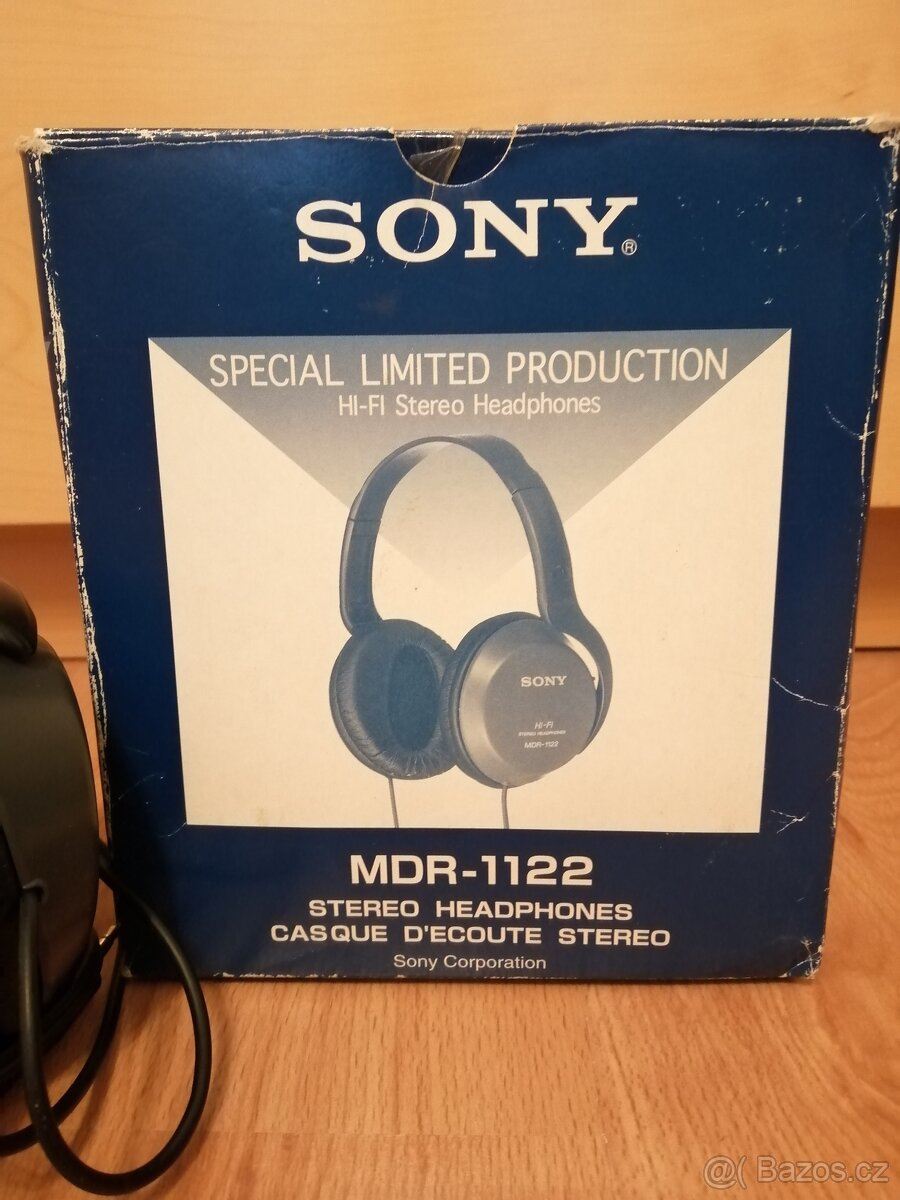 SONY®
SPECIAL LIMITED PRODUCTION
HI-FI Stereo Headphones
SONY
Hi-Fi
STEREO HEADPHONES
MDR-1122
MDR-1122
STEREO HEADPHONES
CASQUE D'ECOUTE STEREO
Sony Corporation
@( Bazos.cz